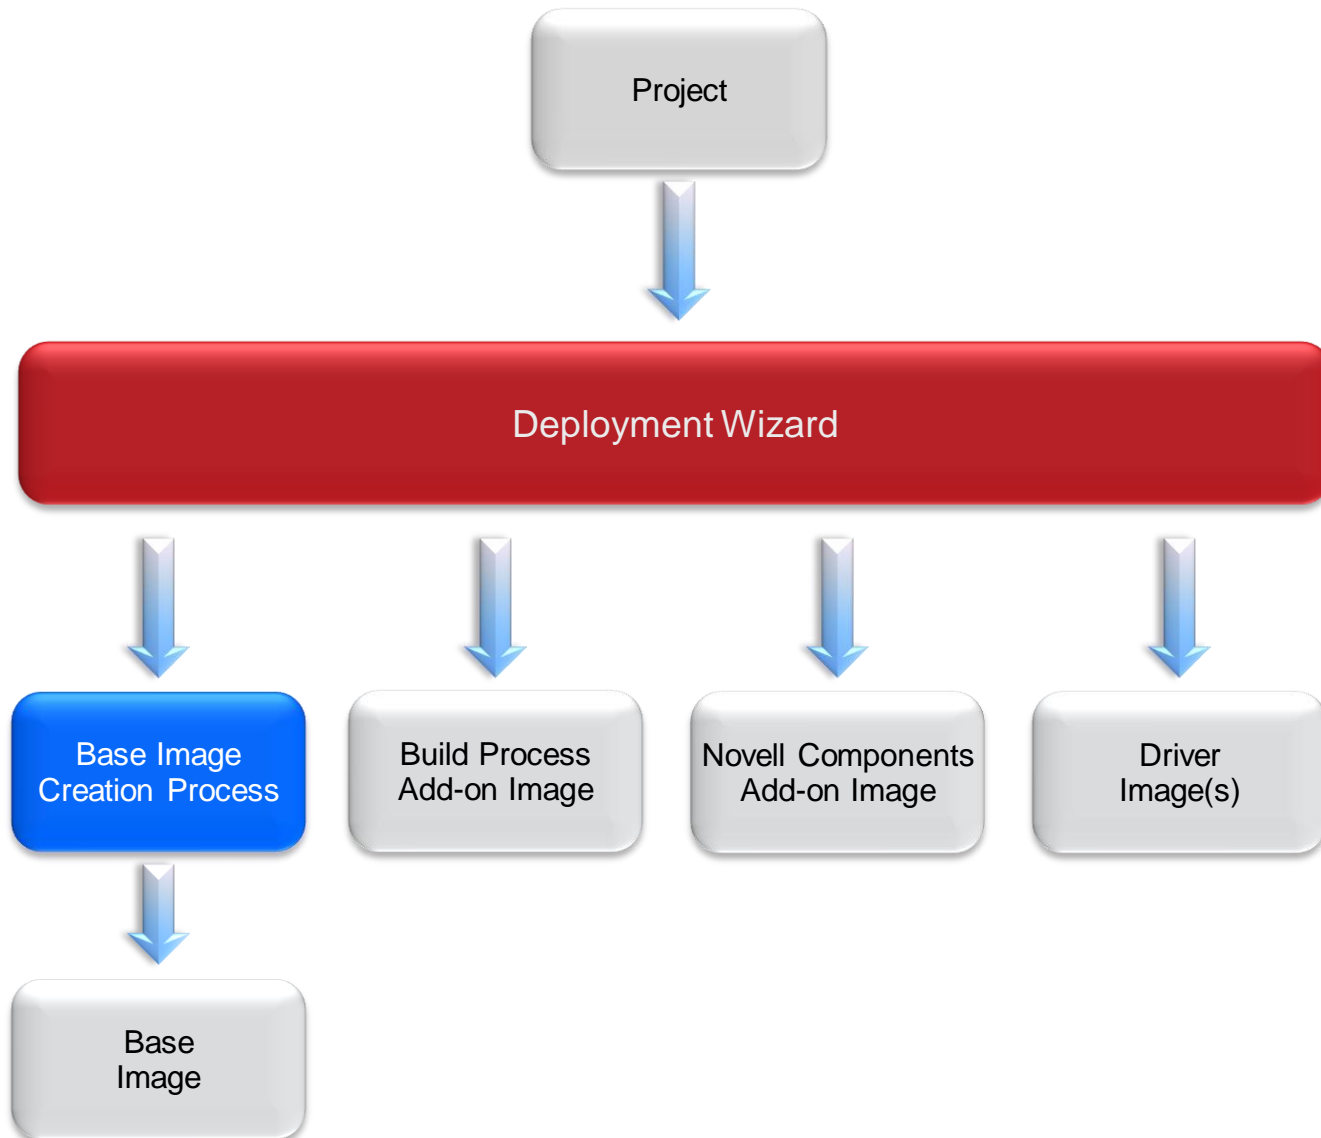 Project
Deployment Wizard
Base Image
Creation Process
Build Process
Add-on Image
Novell Components
Add-on Image
Driver
Image(s)
Base
Image